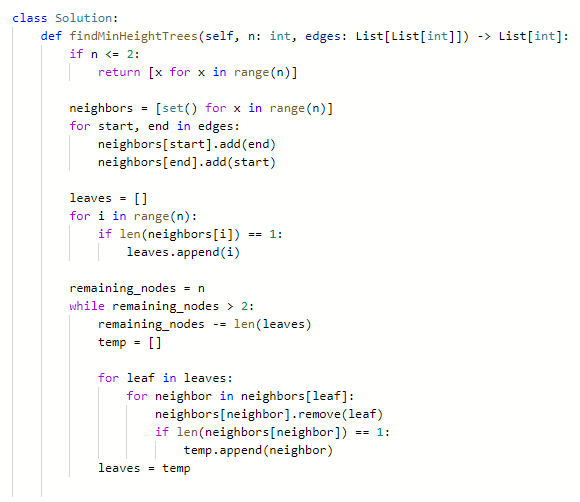 class Solution:
    def findMinHeightTrees(self, n: int, edges: List[List[int]]) -> List[int]:
        if n <= 2:
            return [x for x in range(n)]

        neighbors = [set() for x in range(n)]
        for start, end in edges:
            neighbors[start].add(end)
            neighbors[end].add(start)

        leaves = []
        for i in range(n):
            if len(neighbors[i]) == 1:
                leaves.append(i)

        remaining_nodes = n
        while remaining_nodes > 2:
            remaining_nodes -= len(leaves)
            temp = []

            for leaf in leaves:
                for neighbor in neighbors[leaf]:
                    neighbors[neighbor].remove(leaf)
                    if len(neighbors[neighbor]) == 1:
                        temp.append(neighbor)
            leaves = temp